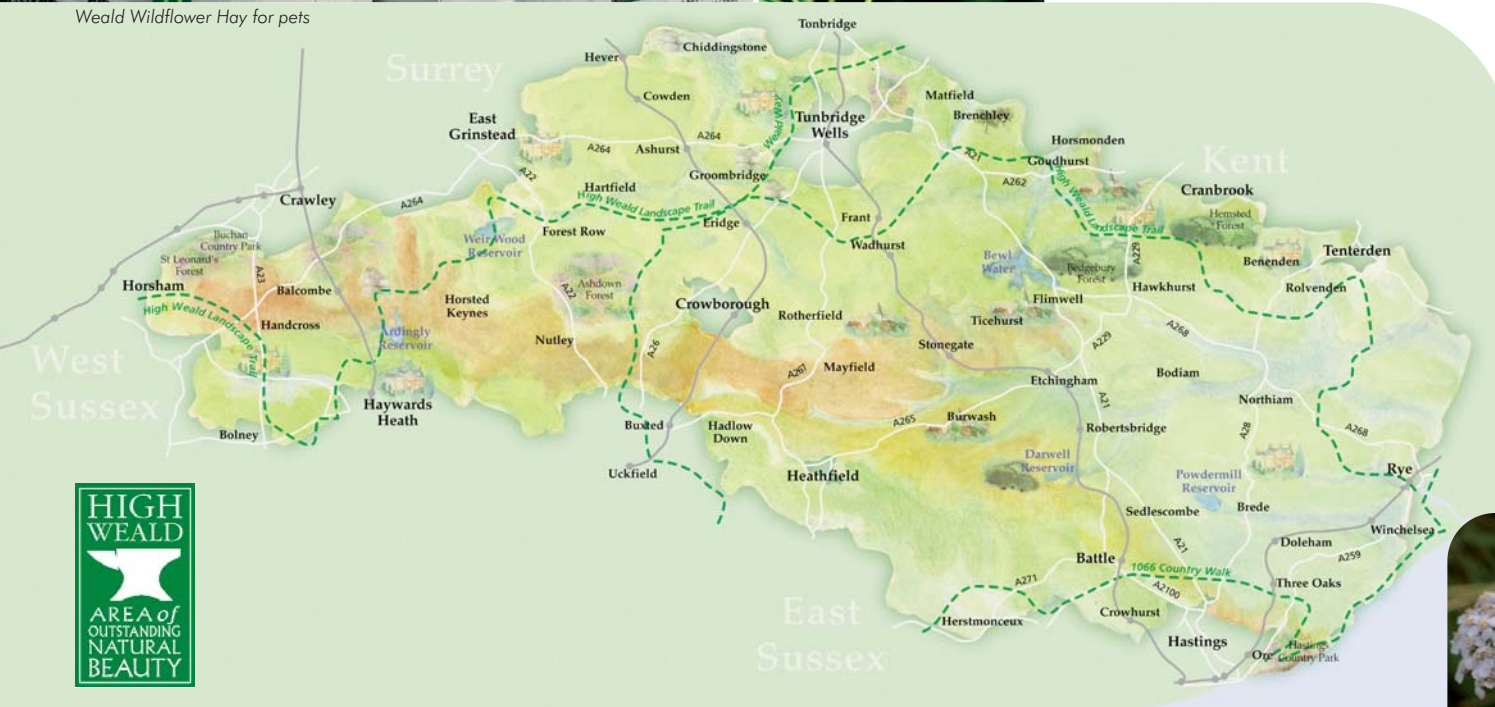 Weald Wildflower Hay for pets
Tonbridge
Chiddingstone
Hever
Surrey
Cowden
Matfield
Brenchley
East
Grinstead
Weald Way
Tunbridge
Wells
A264
A264
Ashurst
Horsmonden
A21
Goudhurst
Kent
A22
Groombridge
A262
Cranbrook
Hartfield
High Weald Landscape Trail
High Weald Landscape Trail
Crawley
A264
Eridge
Frant
Hemsted
Forest
Forest Row
Weir Wood
Reservoir
Buchan
Country Park
St Leonard's
Forest
Wadhurst
Bewl
Water
A229
Benenden
Tenterden
Bedgebury
Forest
A23
Horsham
Balcombe
Ashdown
Forest
A22
Hawkhurst
Rolvenden
Horsted
Keynes
Crowborough
Flimwell
High Weald Landscape Trail
Handcross
Rotherfield
Ticehurst
Ardingly
Reservoir
Nutley
A26
Stonegate
A229
A268
West
Sussex
A267
Mayfield
Etchingham
Bodiam
A21
Northiam
Haywards
Heath
Burwash
A265
Buxted
Hadlow
Down
Robertsbridge
A28
A268
Bolney
Darwell
Reservoir
Uckfield
Heathfield
Powdermill
Reservoir
Rye
HIGH
WEALD
AREA of
OUTSTANDING
NATURAL
BEAUTY
Sedlescombe
Brede
Winchelsea
A21
Doleham
Battle
A259
1066 Country Walk
A271
A2100
Three Oaks
East
Sussex
Crowhurst
Herstmonceux
Hastings
Ore
Hastings
Country Park